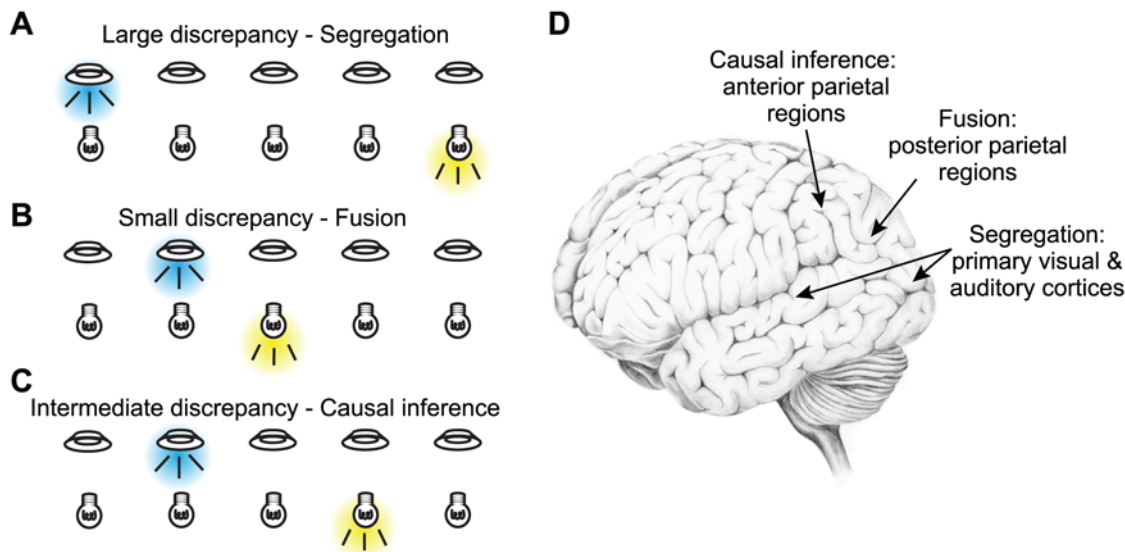 A
Large discrepancy - Segregation
B
Small discrepancy - Fusion
C
Intermediate discrepancy - Causal inference
D
Causal inference:
anterior parietal
regions
Fusion:
posterior parietal
regions
Segregation:
primary visual &
auditory cortices